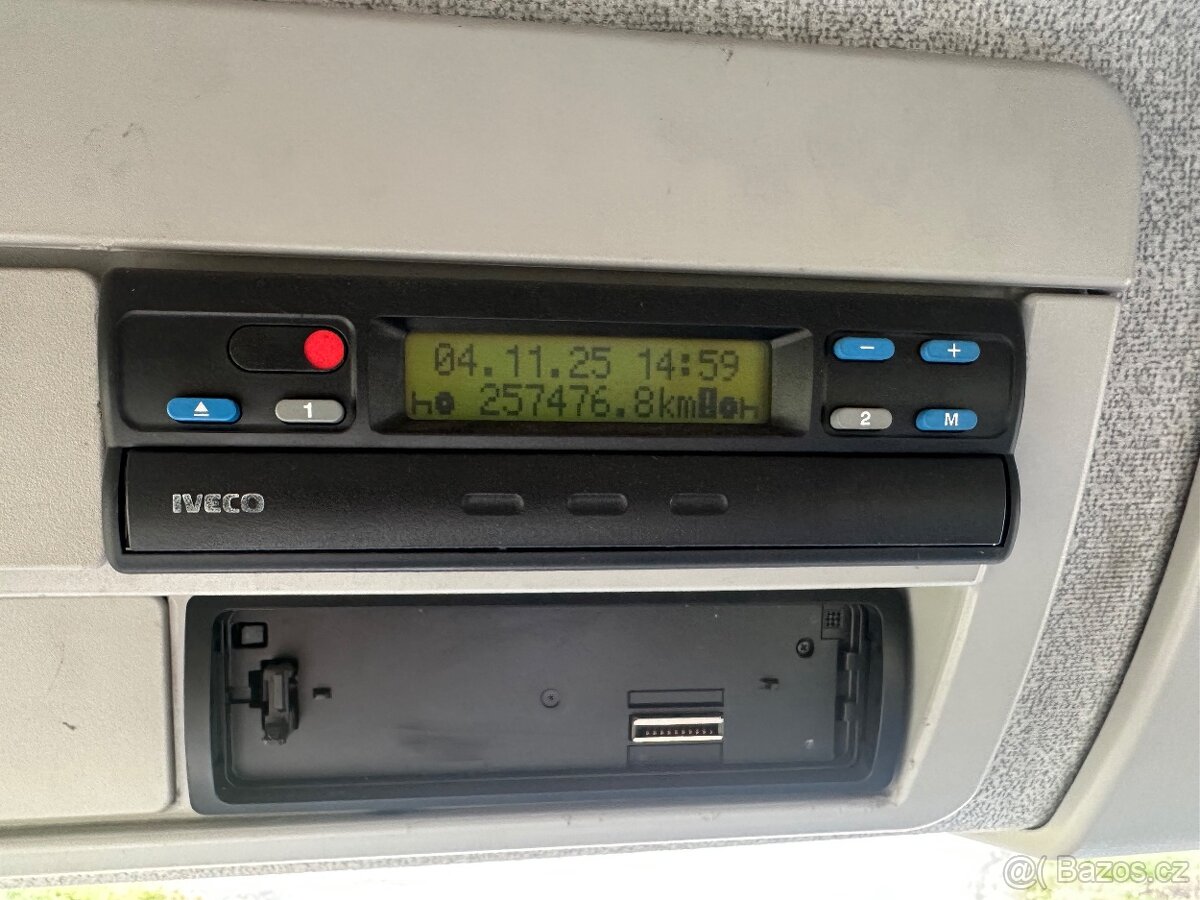 04.11.25 14:59
257476.8km
1
2
M
IVECO
@( Bazos.cz